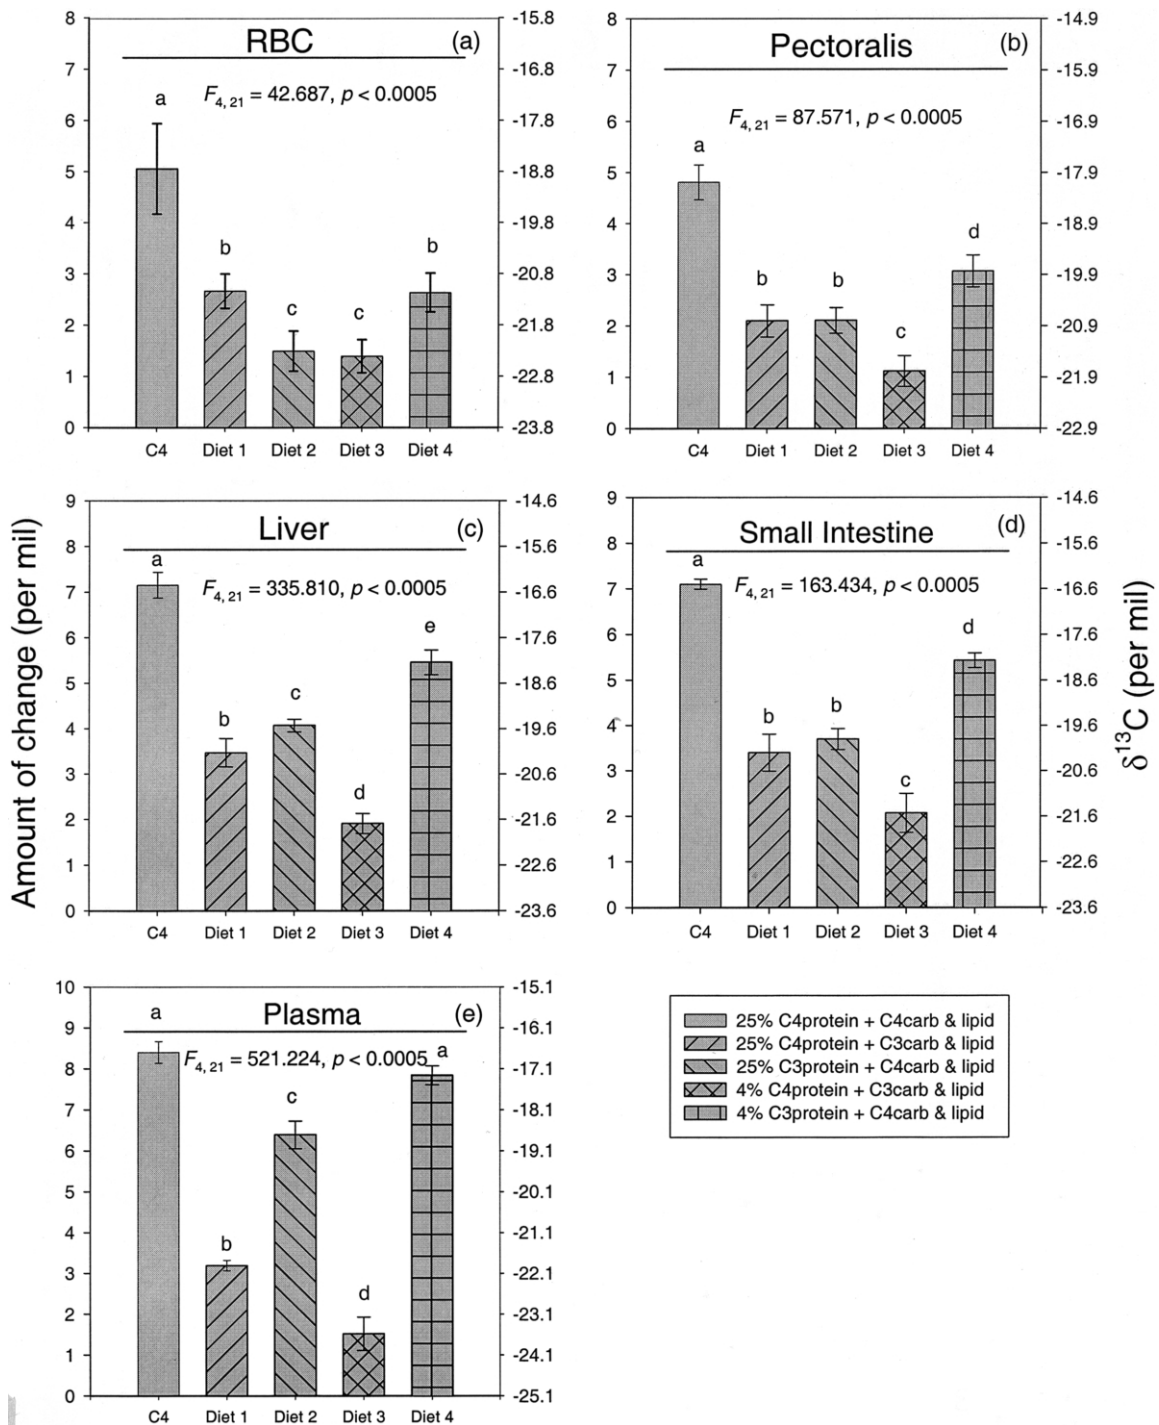 RBC (a)
F4, 21 = 42.687, p < 0.0005
a
b
c
c
b
8
7
6
5
4
3
2
1
0
-15.8
-16.8
-17.8
-18.8
-19.8
-20.8
-21.8
-22.8
-23.8
C4 Diet 1 Diet 2 Diet 3 Diet 4
Pectoralis (b)
F4, 21 = 87.571, p < 0.0005
a
b
b
c
d
8
7
6
5
4
3
2
1
0
-14.9
-15.9
-16.9
-17.9
-18.9
-19.9
-20.9
-21.9
-22.9
C4 Diet 1 Diet 2 Diet 3 Diet 4
Amount of change (per mil)
Liver (c)
F4, 21 = 335.810, p < 0.0005
a
b
c
d
e
9
8
7
6
5
4
3
2
1
0
-14.6
-15.6
-16.6
-17.6
-18.6
-19.6
-20.6
-21.6
-22.6
-23.6
C4 Diet 1 Diet 2 Diet 3 Diet 4
Small Intestine (d)
F4, 21 = 163.434, p < 0.0005
a
b
b
c
d
9
8
7
6
5
4
3
2
1
0
-14.6
-15.6
-16.6
-17.6
-18.6
-19.6
-20.6
-21.6
-22.6
-23.6
C4 Diet 1 Diet 2 Diet 3 Diet 4
δ13C (per mil)
Plasma (e)
F4, 21 = 521.224, p < 0.0005
a
b
c
d
a
10
9
8
7
6
5
4
3
2
1
0
-15.1
-16.1
-17.1
-18.1
-19.1
-20.1
-21.1
-22.1
-23.1
-24.1
-25.1
C4 Diet 1 Diet 2 Diet 3 Diet 4
25% C4protein + C4carb & lipid
25% C4protein + C3carb & lipid
25% C3protein + C4carb & lipid
4% C4protein + C3carb & lipid
4% C3protein + C4carb & lipid